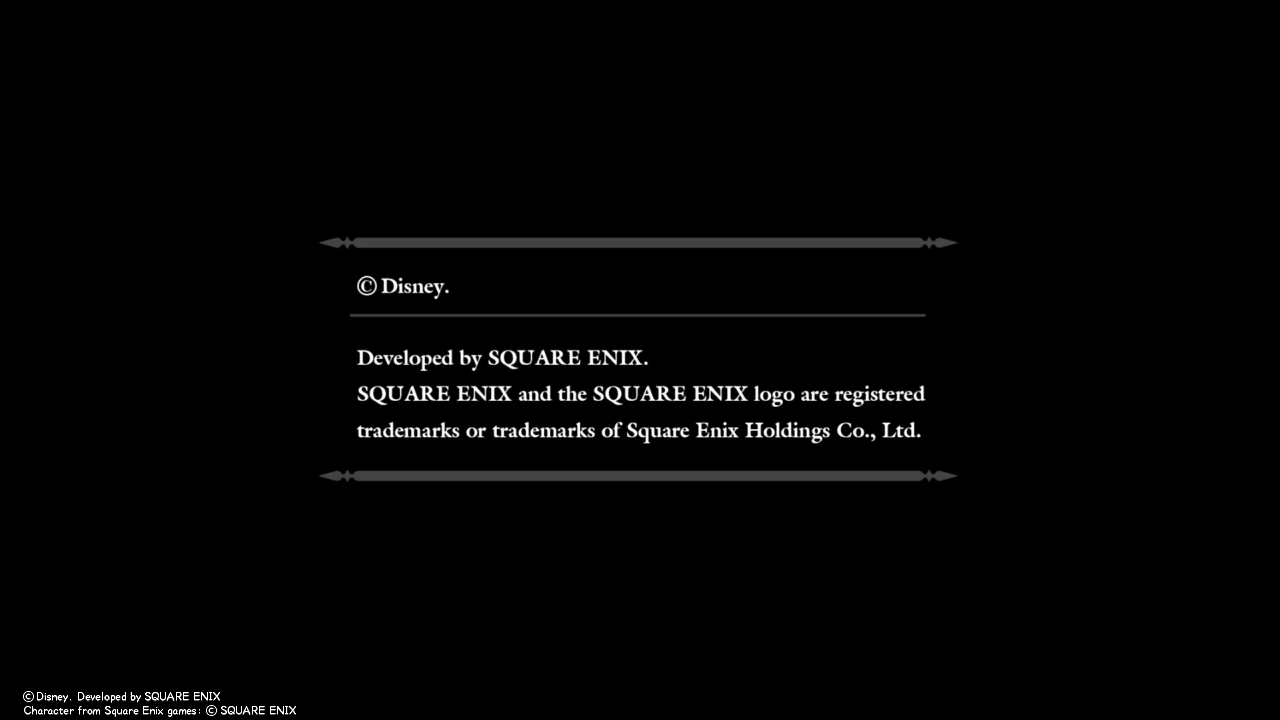 © Disney.
Developed by SQUARE ENIX.
SQUARE ENIX and the SQUARE ENIX logo are registered
trademarks or trademarks of Square Enix Holdings Co., Ltd.
© Disney. Developed by SQUARE ENIX
Character from Square Enix games: © SQUARE ENIX